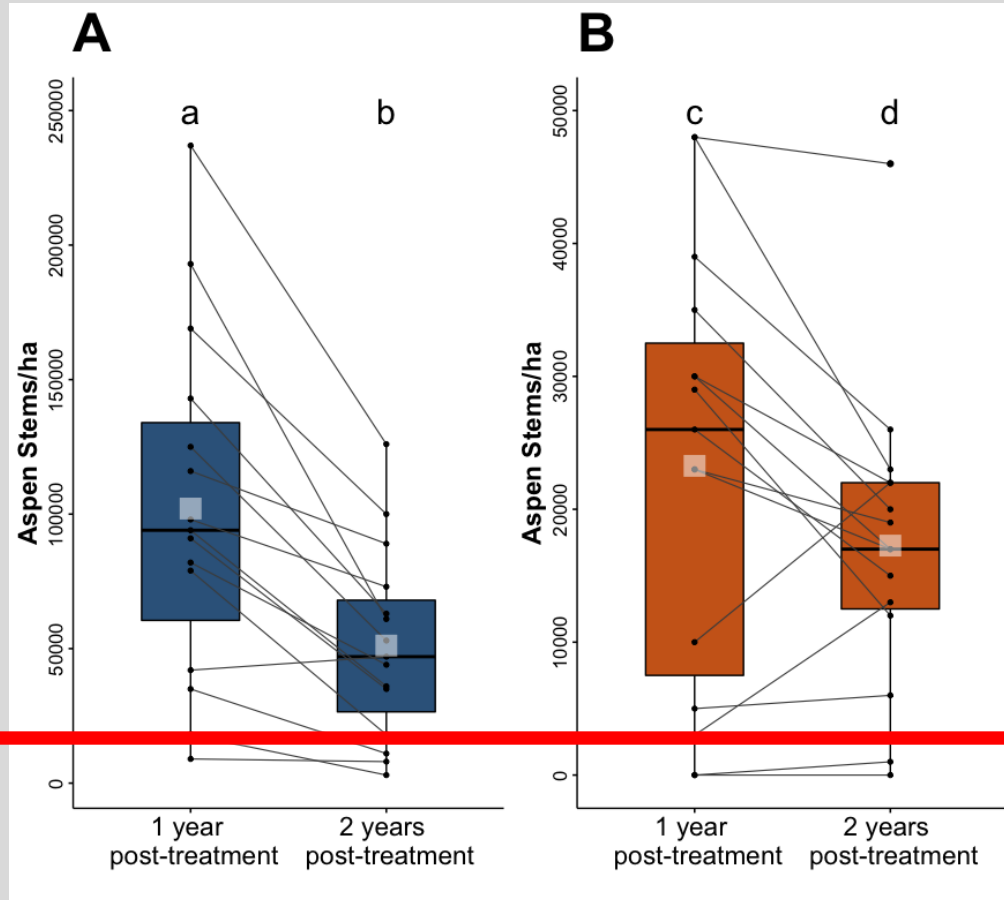 A
Aspen Stems/ha
250000
200000
150000
100000
50000
0
a
b
1 year
post-treatment
2 years
post-treatment
B
Aspen Stems/ha
50000
40000
30000
20000
10000
0
c
d
1 year
post-treatment
2 years
post-treatment